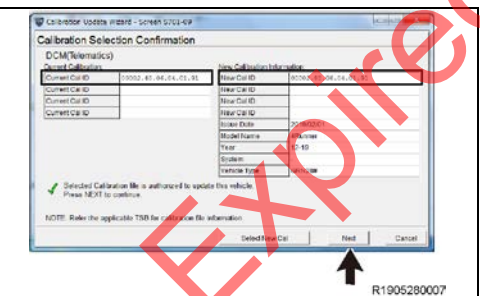 Calibration Update Wizard - Screen S701-09
Calibration Selection Confirmation
DCM(Telematics)
Current Calibration:
New Calibration Information:
Current Cal ID
New Cal ID
Current Cal ID
New Cal ID
Current Cal ID
New Cal ID
Current Cal ID
New Cal ID
Issue Date
Model Name
4Runner
Year
System
Vehicle Type
Selected Calibration file is authorized to update this vehicle.
Press NEXT to continue.
NOTE: Refer the applicable TSB for calibration file information
Select New Cal
Next
Cancel
R1905280007
Expired